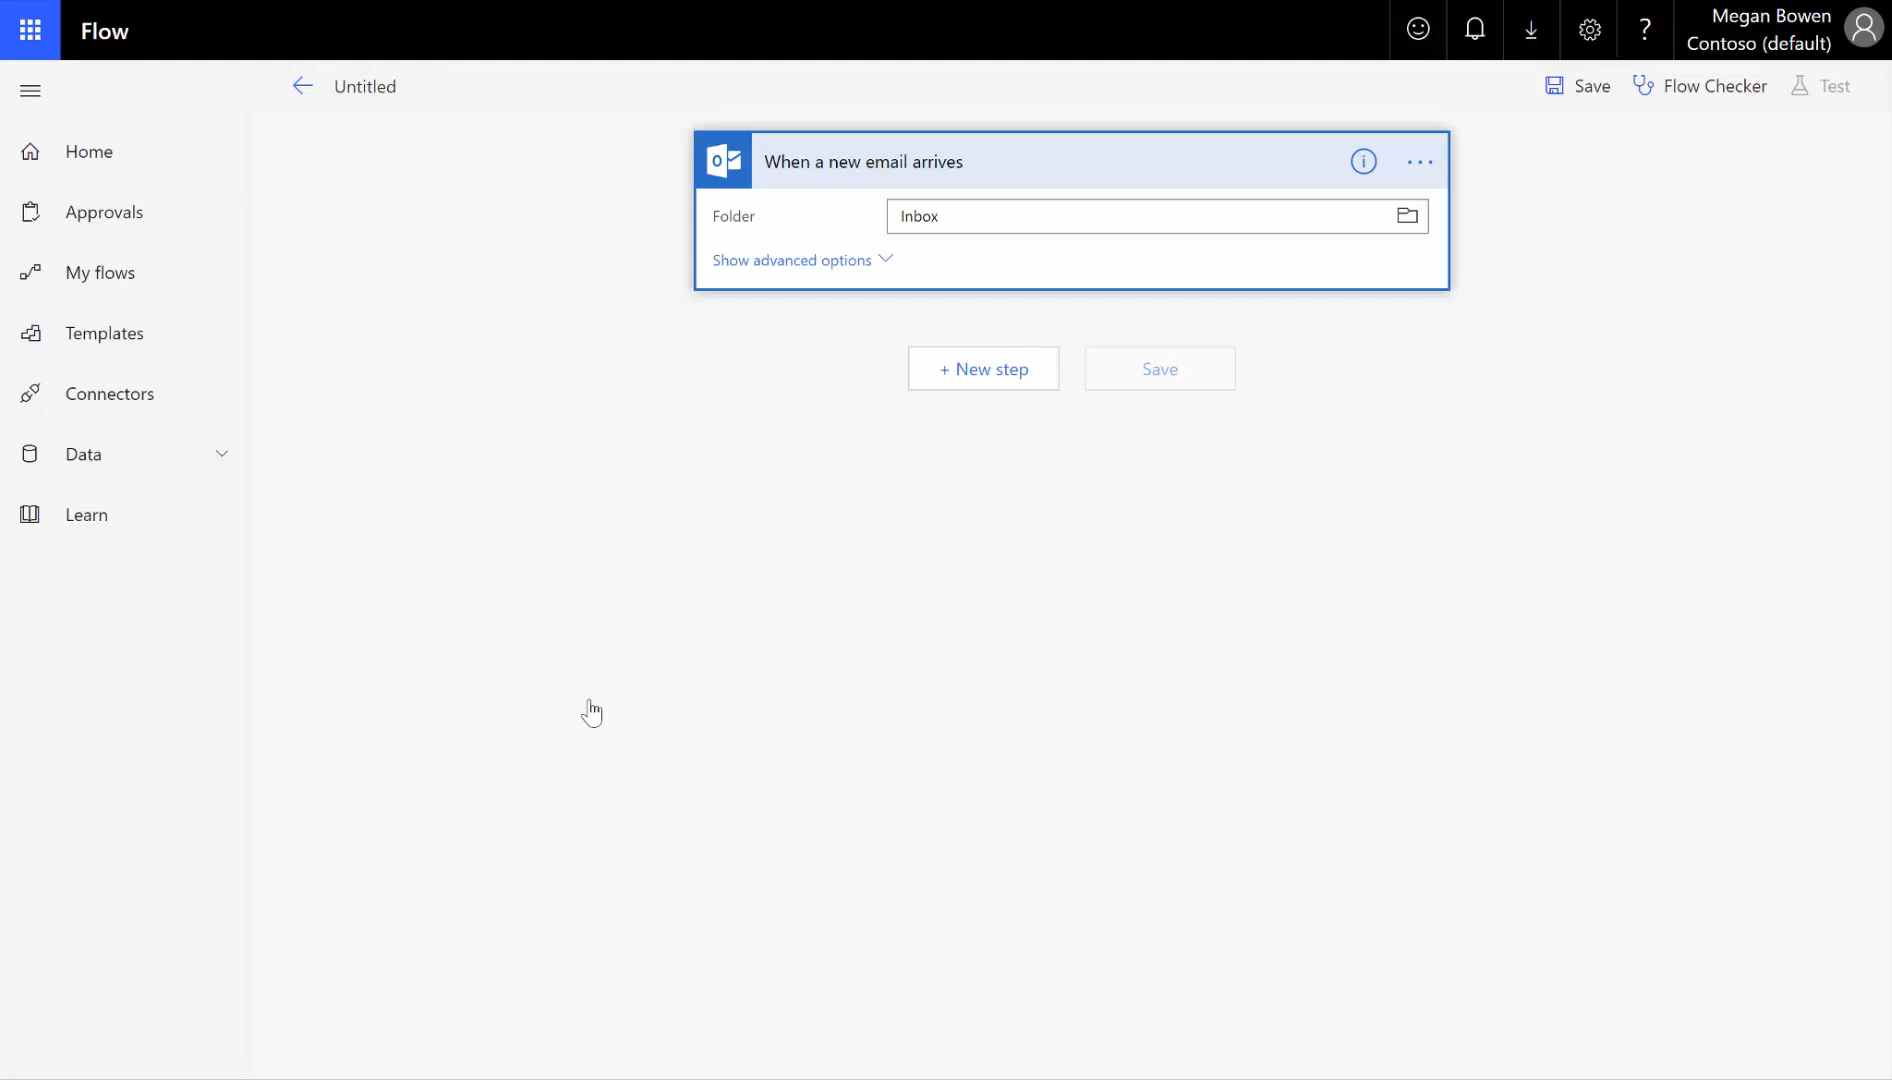 Flow
?
Megan Bowen
Contoso (default)
Untitled
Save
Flow Checker
Test
Home
Approvals
My flows
Templates
Connectors
Data
Learn
When a new email arrives
Folder
Inbox
Show advanced options
+ New step
Save